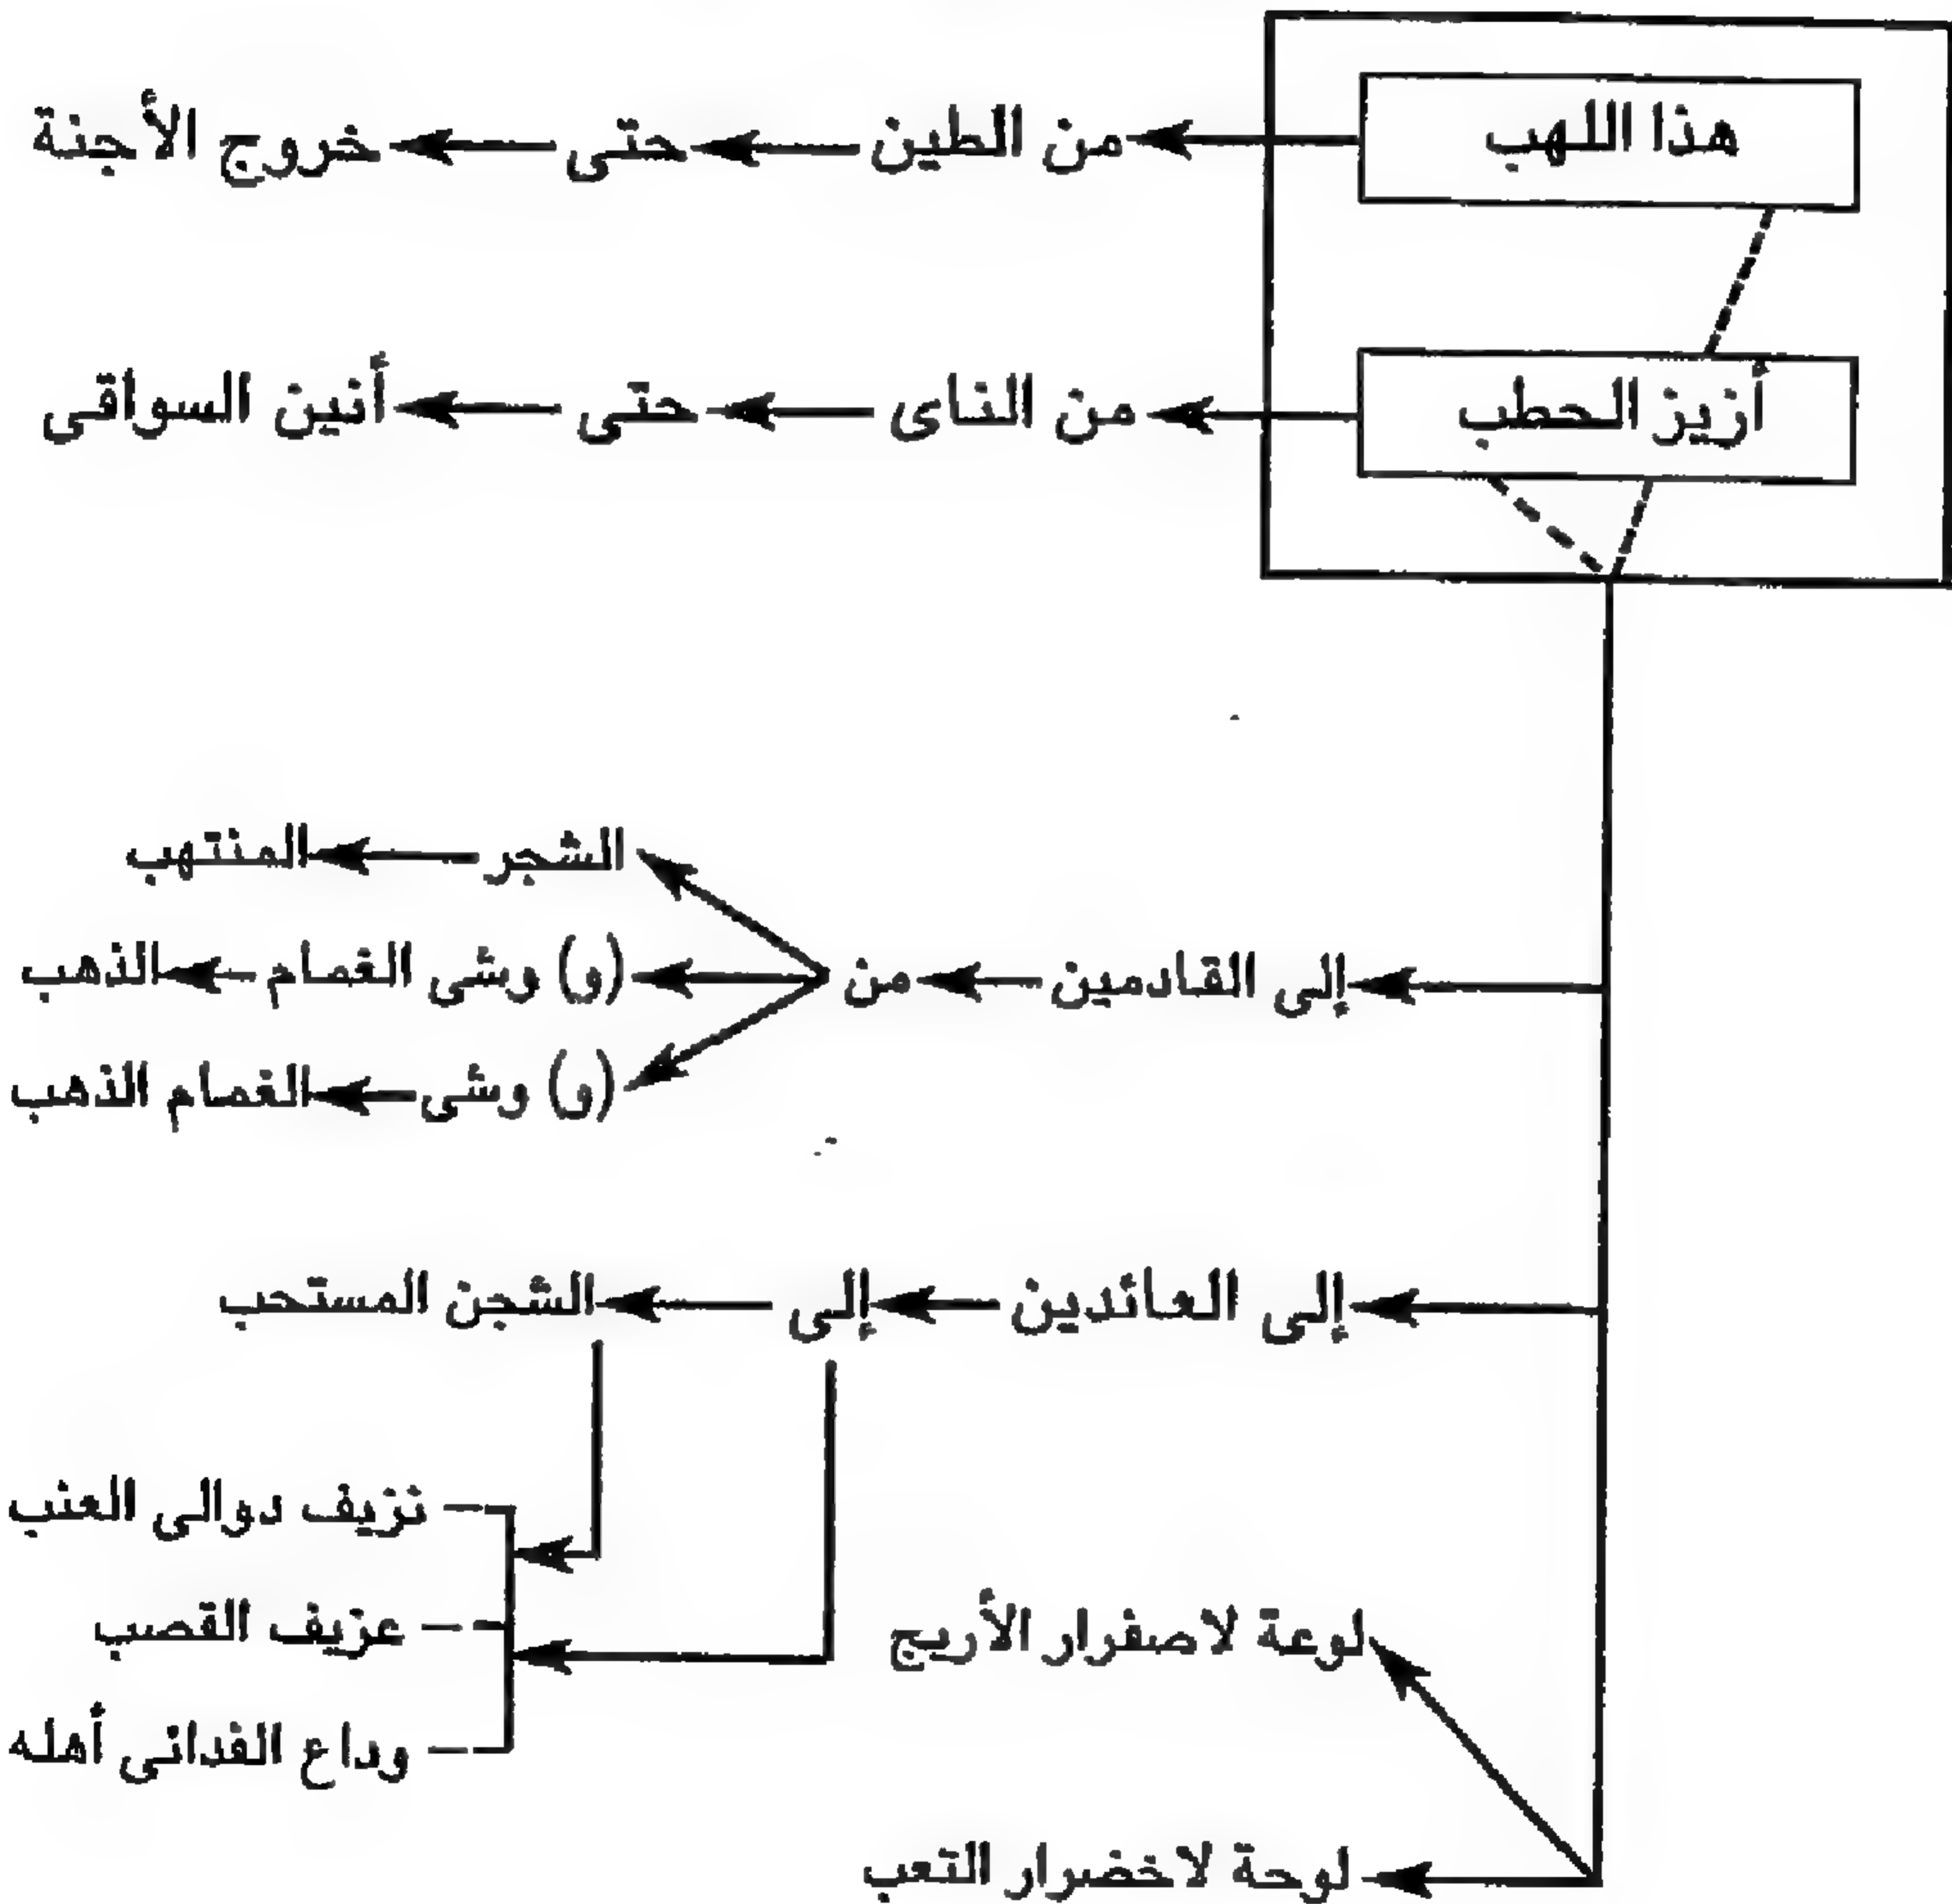 هذا اللهب من الطين حتى خروج الأجنة
أزيز الحطب من الناى حتى أنين السواقى
الشجر المنتهب
إلى القادمين من (و) وشى الغمام الذهب
(و) وشى الغمام الذهب
إلى العائدين إلى الشجن المستحب
نزيف دوالى العنب
لوعة لاصفرار الأريج عزيف القصب
وداع الفدائى أهله
لوحة لاخضرار التعب